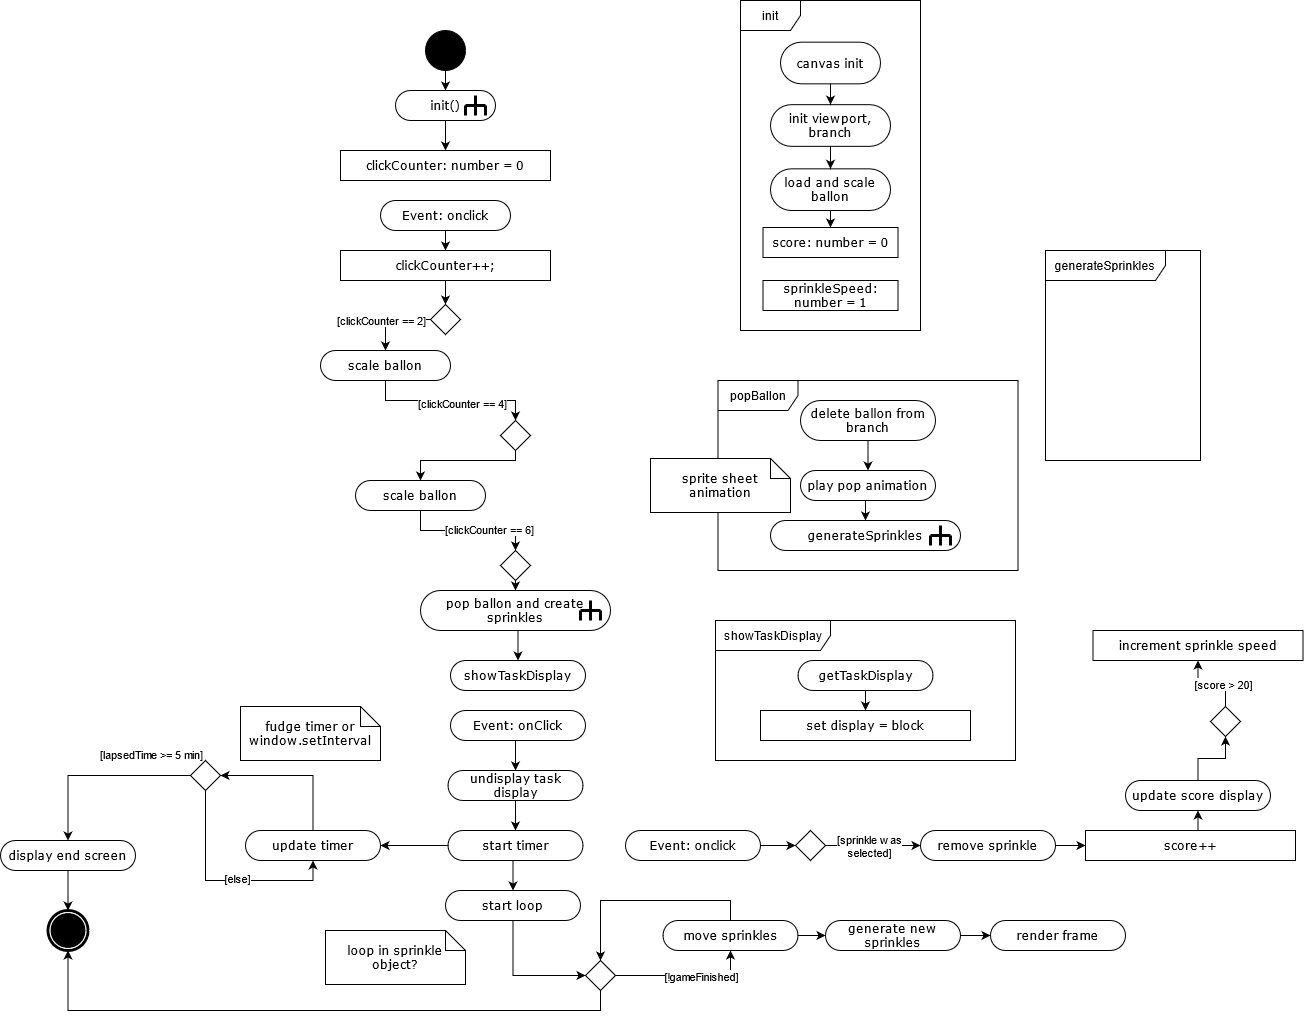 init
canvas init
init()
init viewport,
branch
clickCounter: number = 0
load and scale
ballon
Event: onclick
score: number = 0
clickCounter++;
generateSprinkles
sprinkleSpeed:
number = 1
[clickCounter == 2]
scale ballon
popBallon
[clickCounter == 4]
delete ballon from
branch
sprite sheet
animation
play pop animation
scale ballon
[clickCounter == 6]
generateSprinkles
pop ballon and create
sprinkles
showTaskDisplay
increment sprinkle speed
showTaskDisplay
getTaskDisplay
[score > 20]
fudge timer or
window.setInterval
Event: onClick
set display = block
[lapsedTime >= 5 min]
undisplay task
display
update score display
display end screen
update timer
start timer
Event: onclick
[sprinkle w as
selected]
remove sprinkle
score++
[else]
start loop
loop in sprinkle
object?
move sprinkles
generate new
sprinkles
render frame
[!gameFinished]